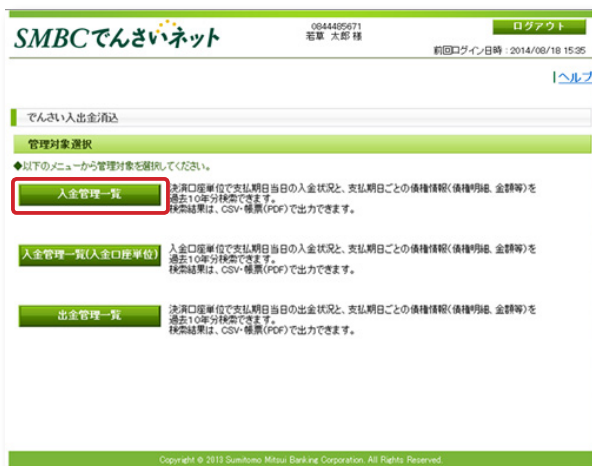 SMBCでんさいネット
0844485671
若草 太郎 様
ログアウト
前回ログイン日時：2014/08/18 15:35
ヘルプ
でんさい入出金消込
管理対象選択
◆以下のメニューから管理対象を選択してください。
入金管理一覧
決済口座単位で支払期日当日の入金状況と、支払期日ごとの債権情報(債権明細、金額等)を
過去10年分検索できます。
検索結果は、CSV・帳票(PDF)で出力できます。
入金管理一覧(入金口座単位)
入金口座単位で支払期日当日の入金状況と、支払期日ごとの債権情報(債権明細、金額等)を
過去10年分検索できます。
検索結果は、CSV・帳票(PDF)で出力できます。
出金管理一覧
決済口座単位で支払期日当日の出金状況と、支払期日ごとの債権情報(債権明細、金額等)を
過去10年分検索できます。
検索結果は、CSV・帳票(PDF)で出力できます。
Copyright © 2013 Sumitomo Mitsui Banking Corporation. All Rights Reserved.